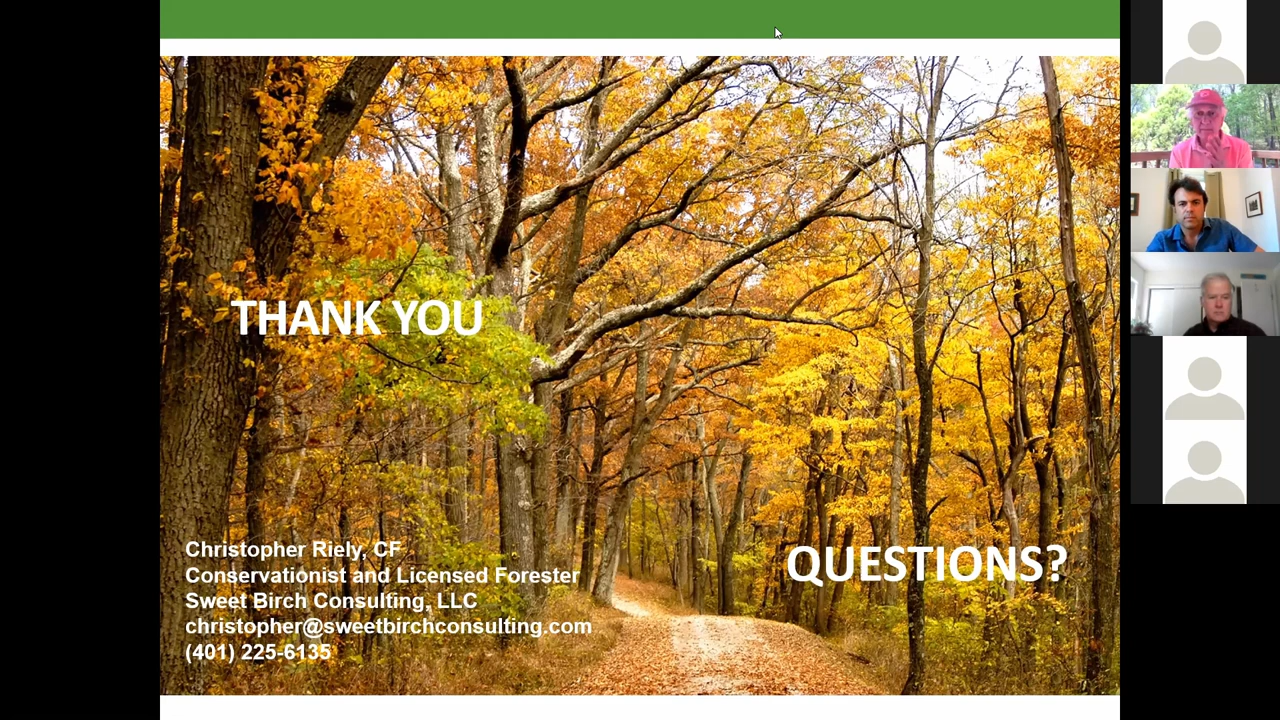 THANK YOU
Christopher Riely, CF
Conservationist and Licensed Forester
Sweet Birch Consulting, LLC
christopher@sweetbirchconsulting.com
(401) 225-6135
QUESTIONS?